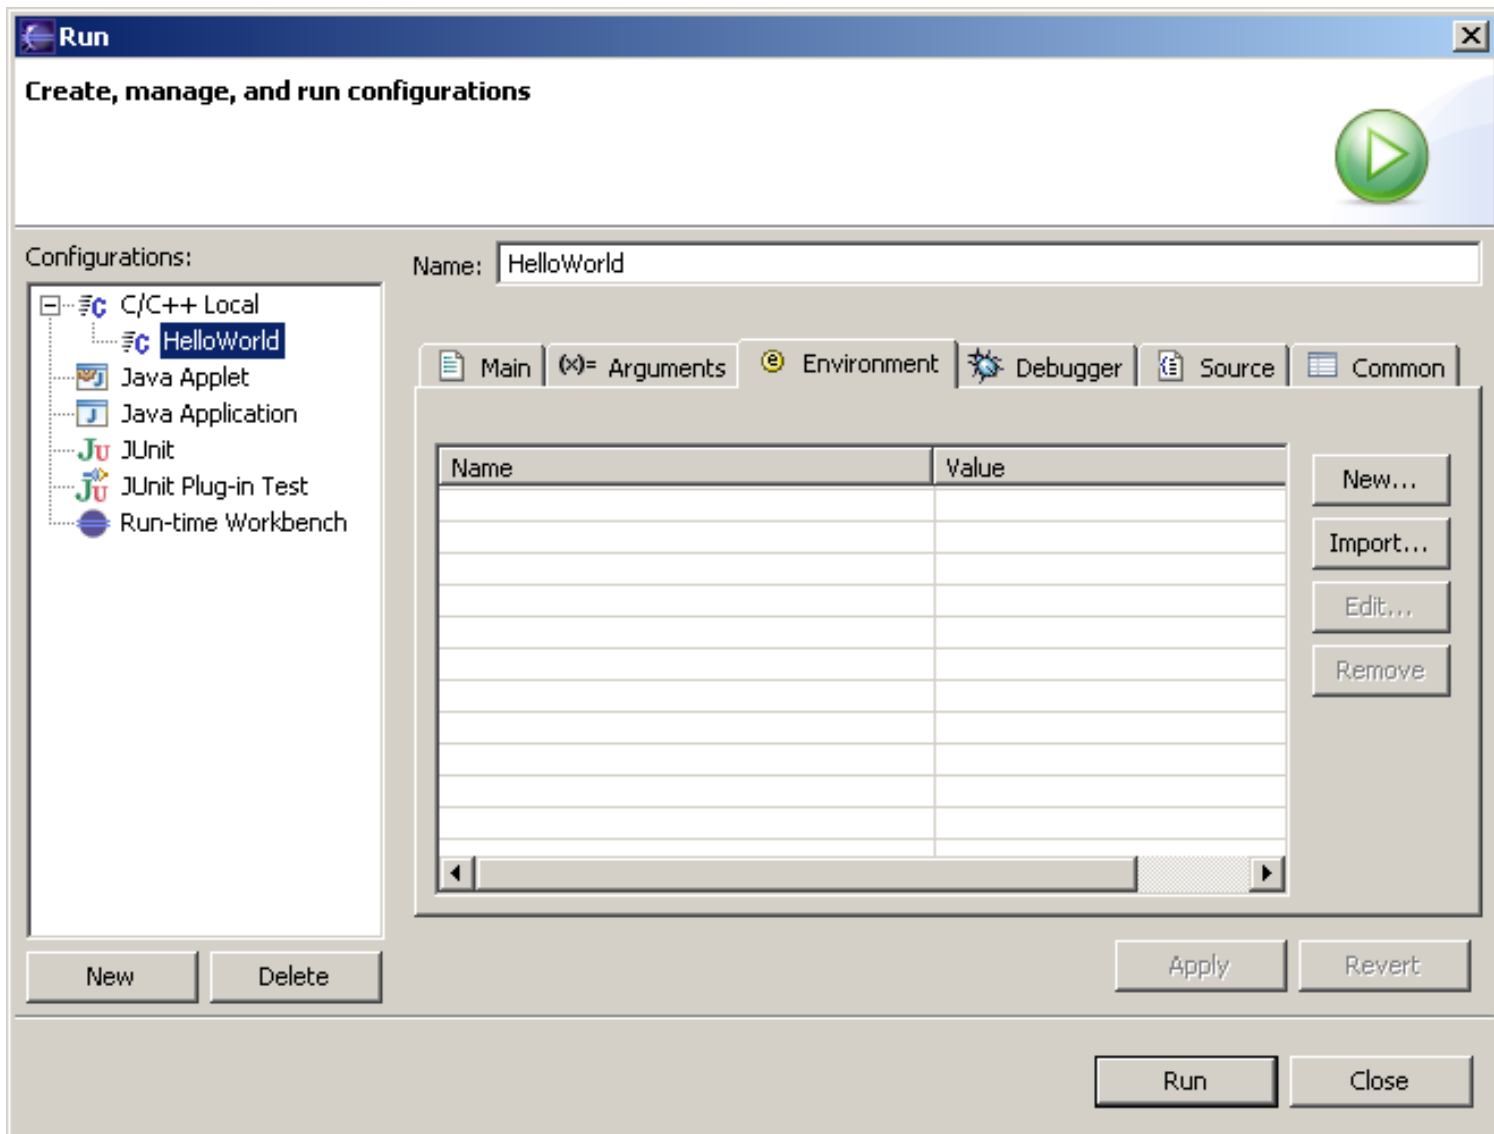 Run
Create, manage, and run configurations
Configurations:
Name: HelloWorld
C/C++ Local
HelloWorld
Java Applet
Java Application
JUnit
JUnit Plug-in Test
Run-time Workbench
Main (x)= Arguments Environment Debugger Source Common
Name Value
New...
Import...
Edit...
Remove
New Delete
Apply Revert
Run Close